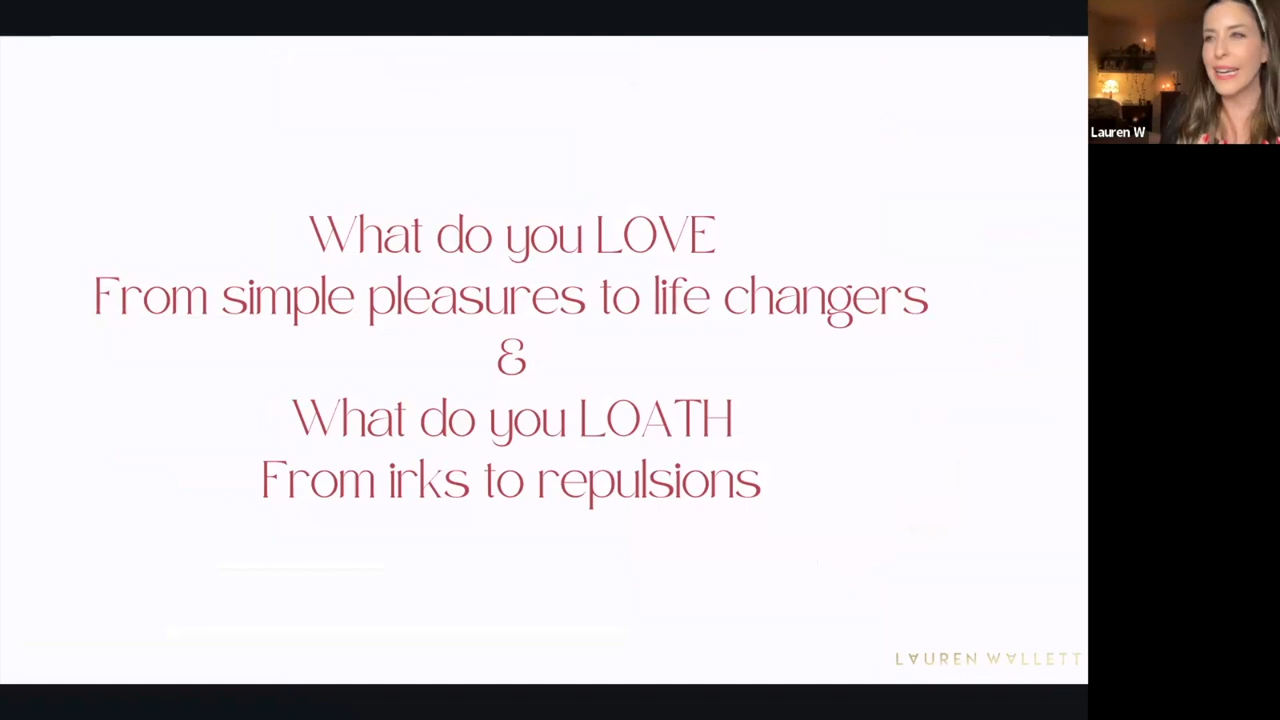 What do you LOVE
From simple pleasures to life changers
&
What do you LOATH
From irks to repulsions
LAUREN WALLETT
Lauren W